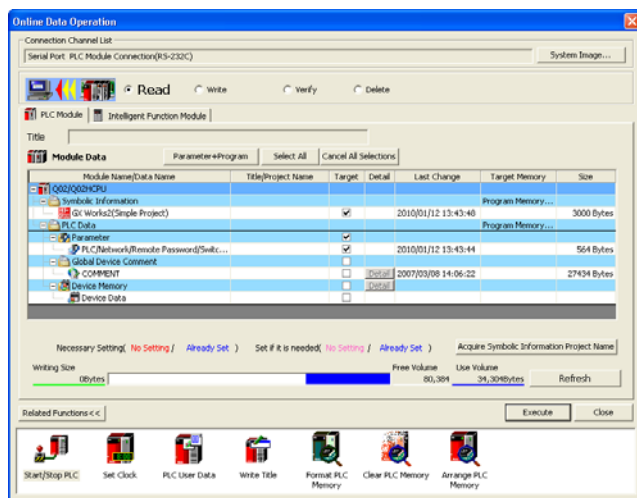 Online Data Operation
Connection Channel List
Serial Port PLC Module Connection(RS-232C)
System Image...
Read Write Verify Delete
PLC Module Intelligent Function Module
Title
Module Data Parameter+Program Select All Cancel All Selections
Module Name/Data Name Title/Project Name Target Detail Last Change Target Memory Size
Q02/Q02HCPU
Symbolic Information Program Memory...
GX Works2(Simple Project) 2010/01/12 13:43:48 3000 Bytes
PLC Data Program Memory...
Parameter
PLC/Network/Remote Password/Switc... 2010/01/12 13:43:44 564 Bytes
Global Device Comment
COMMENT Detail 2007/03/08 14:06:22 27434 Bytes
Device Memory Detail
Device Data
Necessary Setting( No Setting / Already Set ) Set if it is needed( No Setting / Already Set ) Acquire Symbolic Information Project Name
Writing Size Free Volume Use Volume
0Bytes 80,384 34,304Bytes Refresh
Related Functions<< Execute Close
Start/Stop PLC Set Clock PLC User Data Write Title Format PLC Memory Clear PLC Memory Arrange PLC Memory